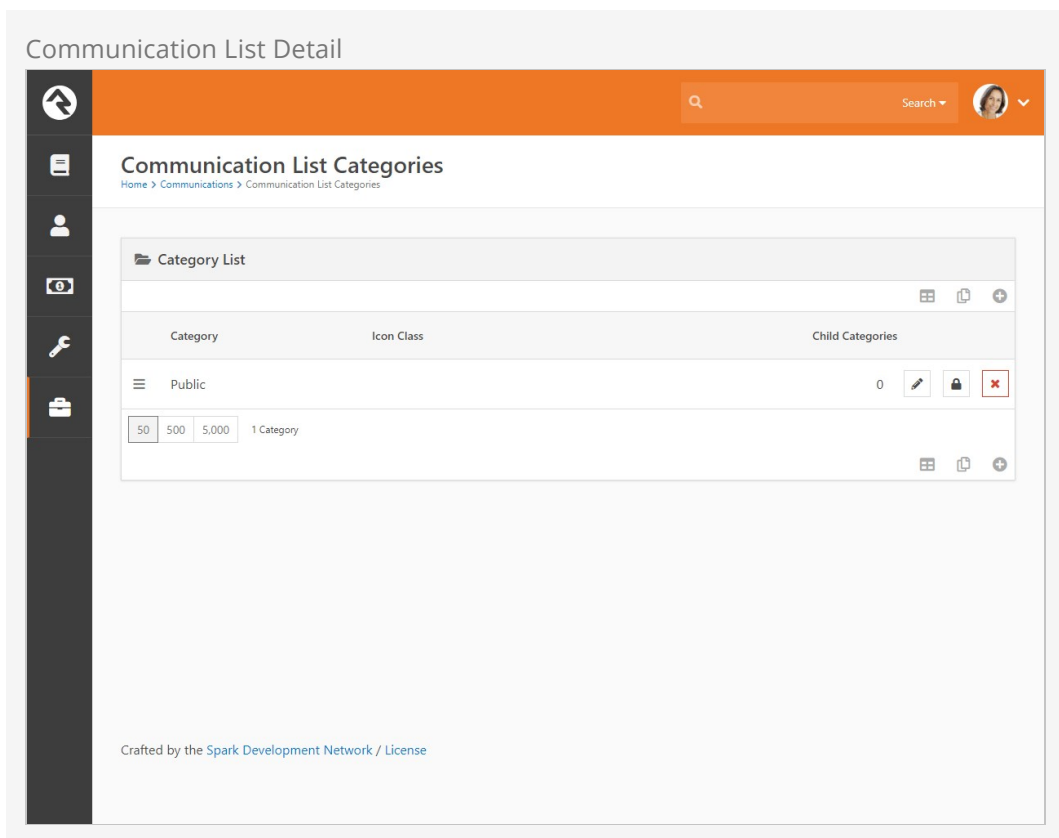 Communication List Detail
Search
Communication List Categories
Home > Communications > Communication List Categories
Category List
Category Icon Class Child Categories
Public 0
50 500 5,000 1 Category
Crafted by the Spark Development Network / License